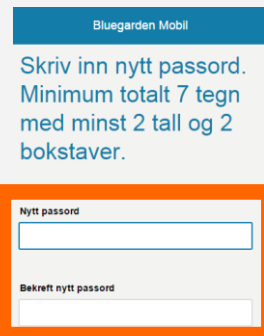 Bluegarden Mobil
Skriv inn nytt passord.
Minimum totalt 7 tegn
med minst 2 tall og 2
bokstaver.
Nytt passord
Bekreft nytt passord